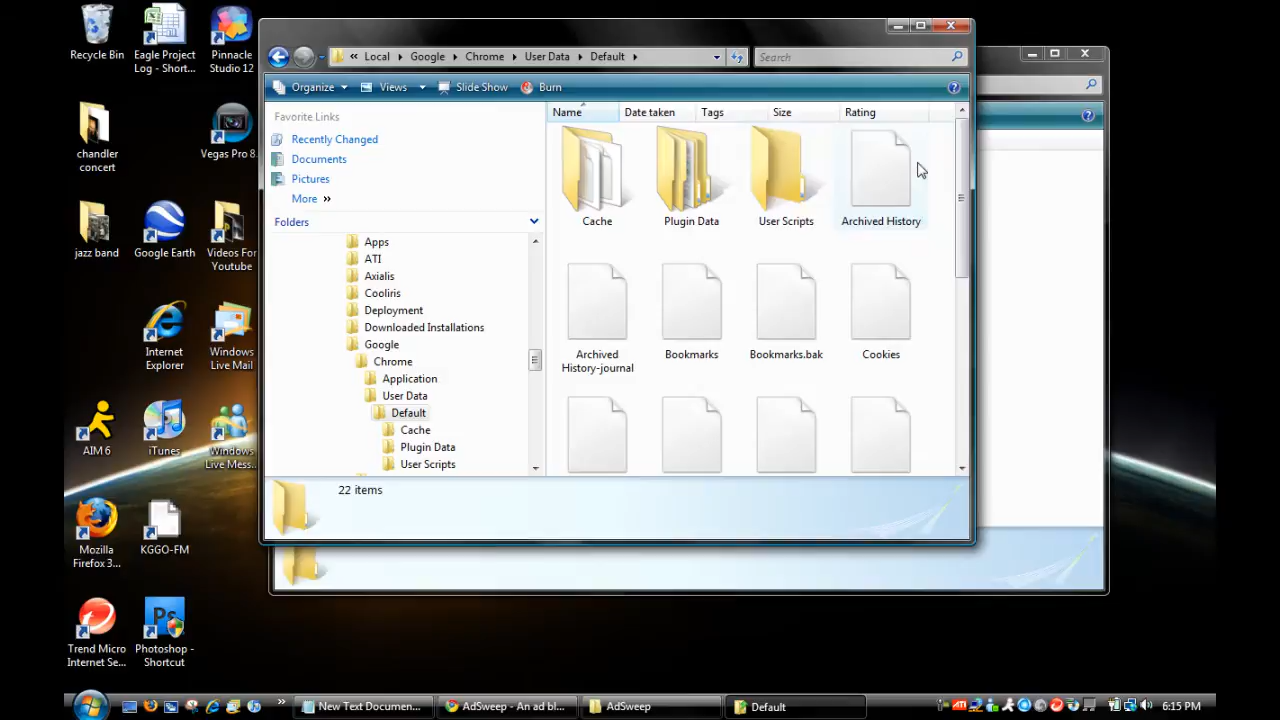 Recycle Bin
Eagle Project
Log - Short...
Pinnacle
Studio 12
chandler
concert
Vegas Pro 8.
jazz band
Google Earth
Videos For
Youtube
Internet
Explorer
Windows
Live Mail
AIM 6
iTunes
Windows
Live Mess...
Mozilla
Firefox 3...
KGGO-FM
Trend Micro
Internet Se...
Photoshop -
Shortcut
« Local Google Chrome User Data Default
Search
Organize Views Slide Show Burn
Favorite Links
Recently Changed
Documents
Pictures
More »
Folders
Apps
ATI
Axialis
Cooliris
Deployment
Downloaded Installations
Google
Chrome
Application
User Data
Default
Cache
Plugin Data
User Scripts
Name Date taken Tags Size Rating
Cache
Plugin Data
User Scripts
Archived History
Archived
History-journal
Bookmarks
Bookmarks.bak
Cookies
22 items
» New Text Documen... AdSweep - An ad bl... AdSweep Default ATI 6:15 PM